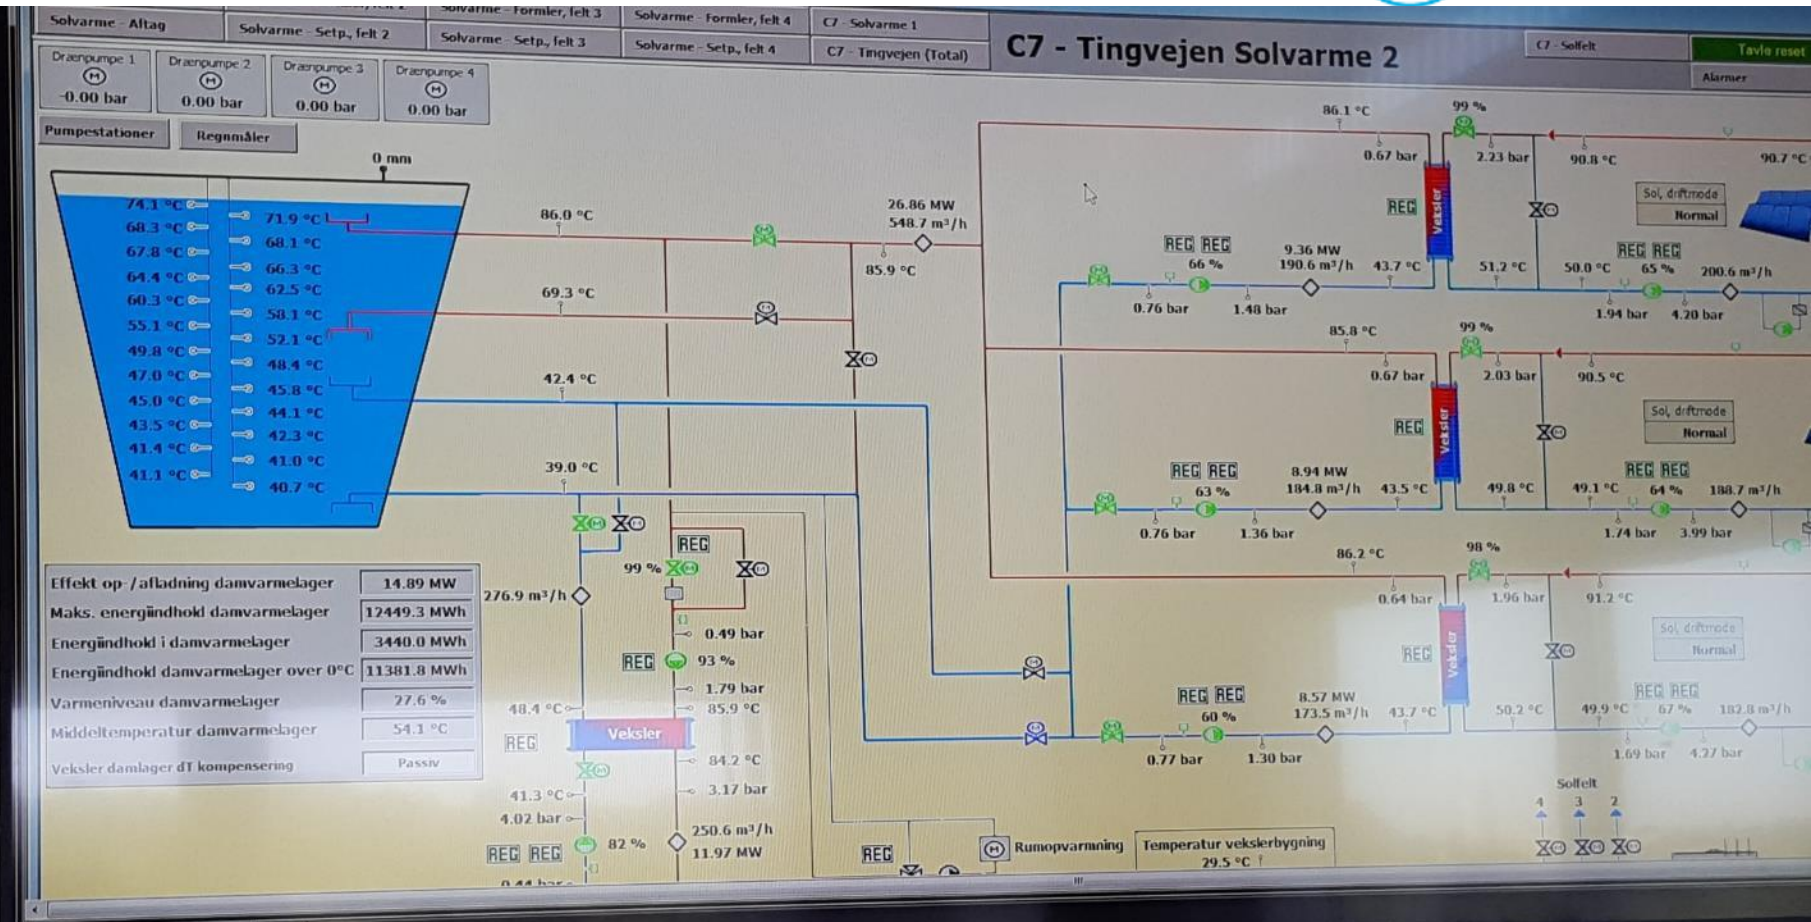 Solvarme - Formler, felt 3
Solvarme - Formler, felt 4
C7 - Solvarme 1
Solvarme - Aftag
Solvarme - Setp., felt 2
Solvarme - Setp., felt 3
Solvarme - Setp., felt 4
C7 - Tingvejen (Total)
C7 - Tingvejen Solvarme 2
C7 - Solfelt
Tavle reset
Alarmer
Drænpumpe 1
M
-0.00 bar
Drænpumpe 2
M
0.00 bar
Drænpumpe 3
M
0.00 bar
Drænpumpe 4
M
0.00 bar
Pumpestationer
Regnmåler
0 mm
74.1 °C
71.9 °C
68.3 °C
68.1 °C
67.8 °C
66.3 °C
64.4 °C
62.5 °C
60.3 °C
58.1 °C
55.1 °C
52.1 °C
49.8 °C
48.4 °C
47.0 °C
45.8 °C
45.0 °C
44.1 °C
43.5 °C
42.3 °C
41.4 °C
41.0 °C
41.1 °C
40.7 °C
86.0 °C
26.86 MW
548.7 m³/h
85.9 °C
69.3 °C
42.4 °C
39.0 °C
86.1 °C
99 %
0.67 bar
2.23 bar
90.8 °C
90.7 °C
REG
Veksler
Sol, driftmode
Normal
REG REG
66 %
9.36 MW
190.6 m³/h
43.7 °C
51.2 °C
50.0 °C
REG REG
65 %
200.6 m³/h
0.76 bar
1.48 bar
1.94 bar
4.20 bar
85.8 °C
99 %
0.67 bar
2.03 bar
90.5 °C
REG
Veksler
Sol, driftmode
Normal
REG REG
63 %
8.94 MW
184.8 m³/h
43.5 °C
49.8 °C
49.1 °C
REG REG
64 %
188.7 m³/h
0.76 bar
1.36 bar
1.74 bar
3.99 bar
86.2 °C
98 %
0.64 bar
1.96 bar
91.2 °C
REG
Veksler
Sol, driftmode
Normal
REG REG
60 %
8.57 MW
173.5 m³/h
43.7 °C
50.2 °C
49.9 °C
REG REG
67 %
182.8 m³/h
0.77 bar
1.30 bar
1.69 bar
4.27 bar
Effekt op-/afladning damvarmelager 14.89 MW
Maks. energiindhold damvarmelager 12449.3 MWh
Energiindhold i damvarmelager 3440.0 MWh
Energiindhold damvarmelager over 0°C 11381.8 MWh
Varmeniveau damvarmelager 27.6 %
Middeltemperatur damvarmelager 54.1 °C
Veksler damlager dT kompensering Passiv
REG
99 %
276.9 m³/h
0.49 bar
REG
93 %
1.79 bar
48.4 °C
85.9 °C
REG
Veksler
84.2 °C
41.3 °C
3.17 bar
4.02 bar
REG REG
82 %
250.6 m³/h
11.97 MW
REG
M
Rumopvarmning
Temperatur vekslerbygning
29.5 °C
Solfelt
4 3 2